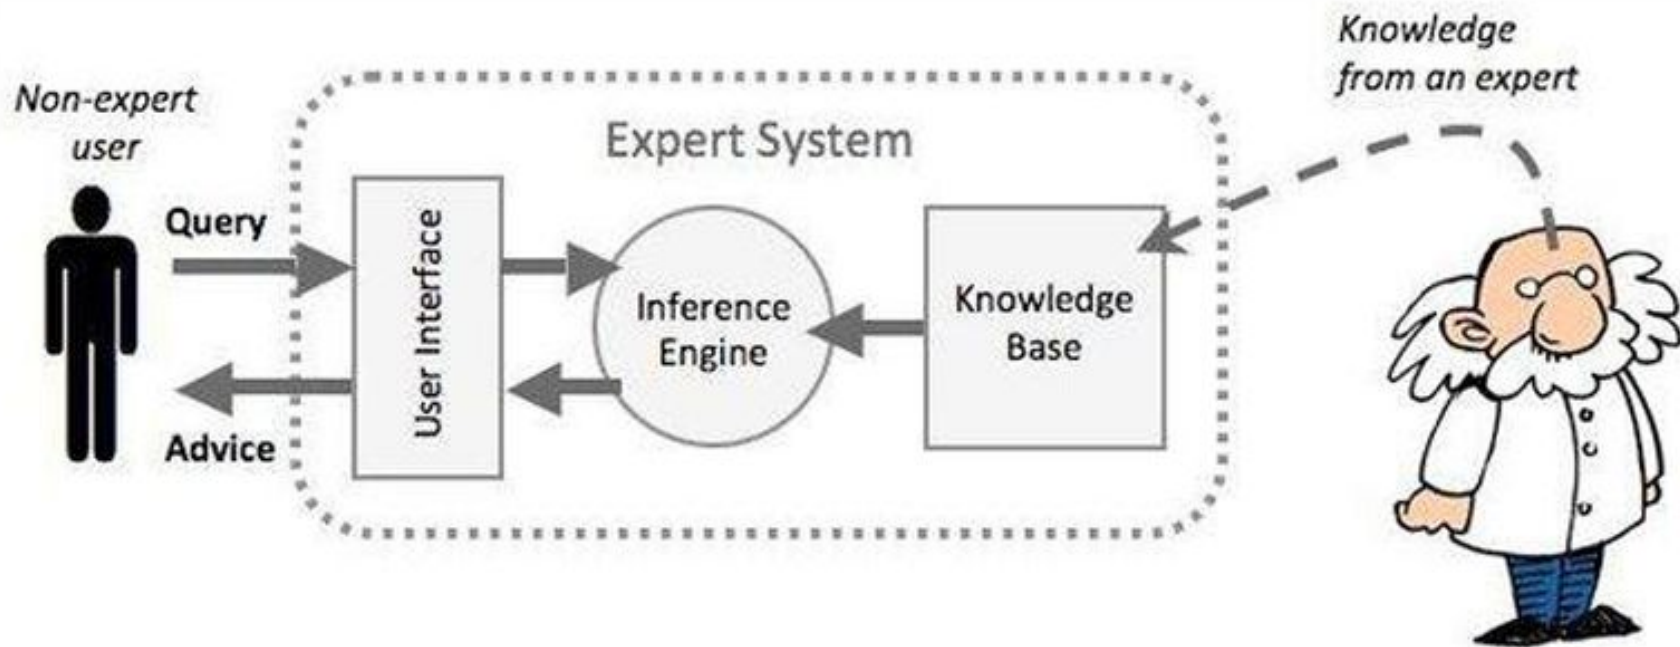 Non-expert
user
Query
Advice
Expert System
User Interface
Inference
Engine
Knowledge
Base
Knowledge
from an expert